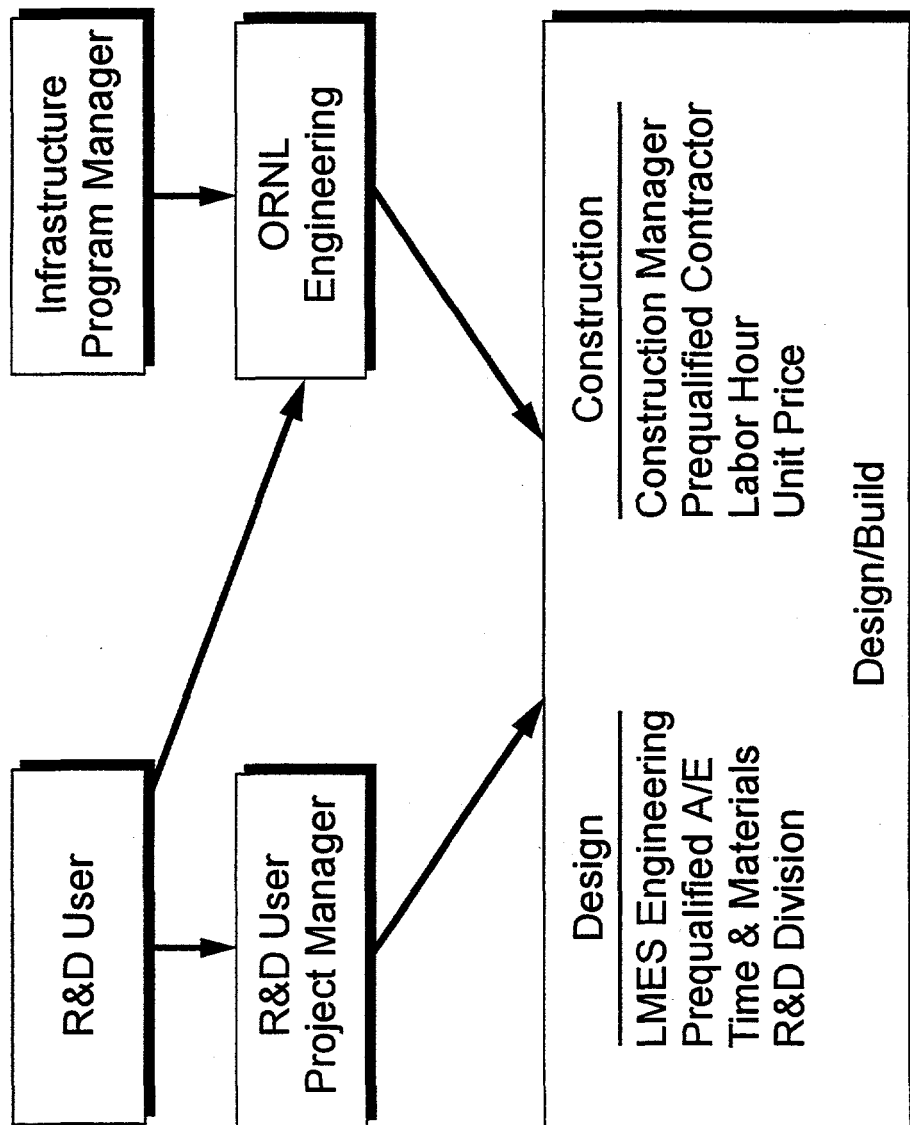 R&D User
Infrastructure
Program Manager
R&D User
Project Manager
ORNL
Engineering
Design
LMES Engineering
Prequalified A/E
Time & Materials
R&D Division
Construction
Construction Manager
Prequalified Contractor
Labor Hour
Unit Price
Design/Build